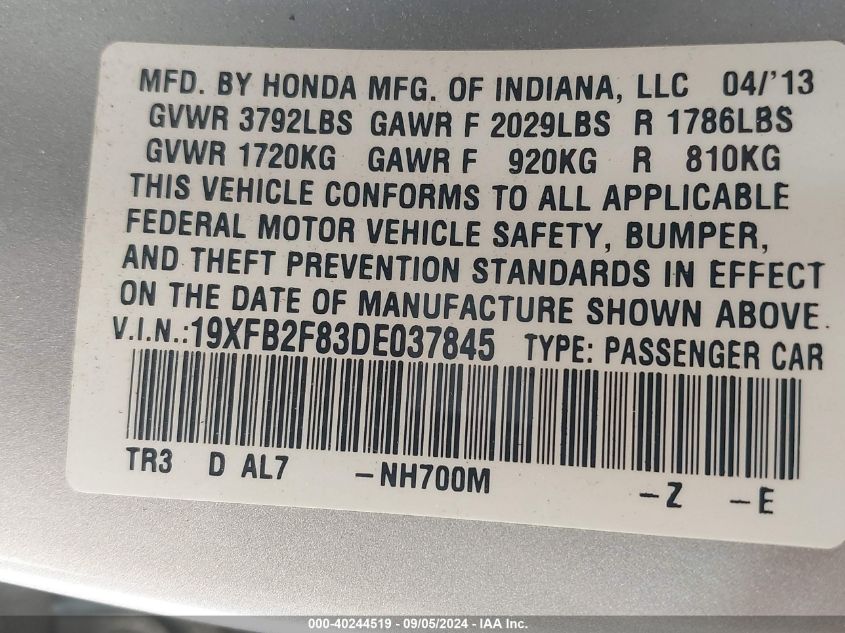 MFD. BY HONDA MFG. OF INDIANA, LLC 04/'13
GVWR 3792LBS GAWR F 2029LBS R 1786LBS
GVWR 1720KG GAWR F 920KG R 810KG
THIS VEHICLE CONFORMS TO ALL APPLICABLE
FEDERAL MOTOR VEHICLE SAFETY, BUMPER,
AND THEFT PREVENTION STANDARDS IN EFFECT
ON THE DATE OF MANUFACTURE SHOWN ABOVE.
V.I.N.:19XFB2F83DE037845 TYPE: PASSENGER CAR
TR3 D AL7 -NH700M -Z -E
000-40244519 - 09/05/2024 - IAA Inc.